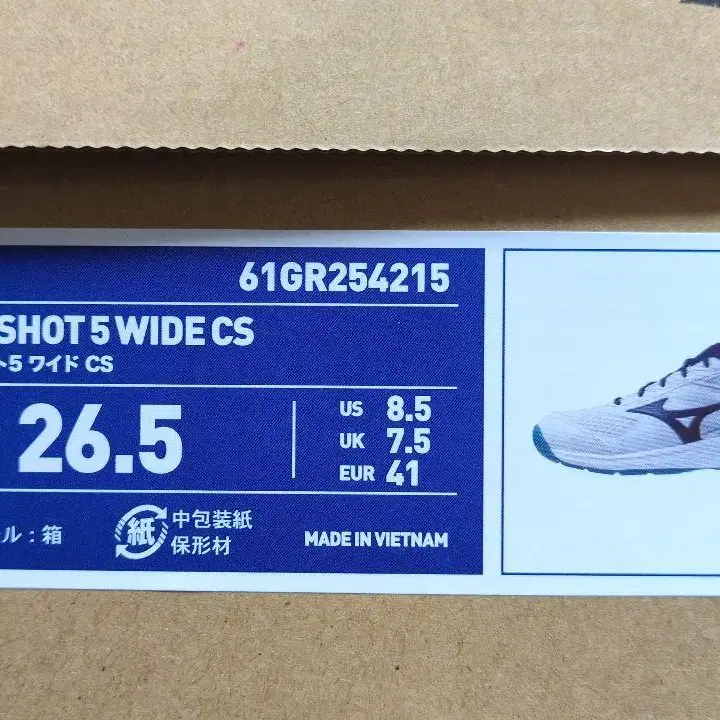 61GR254215
SHOT 5 WIDE CS
ト5 ワイド CS
26.5
US 8.5
UK 7.5
EUR 41
ール：箱
紙
中包装紙
保形材
MADE IN VIETNAM